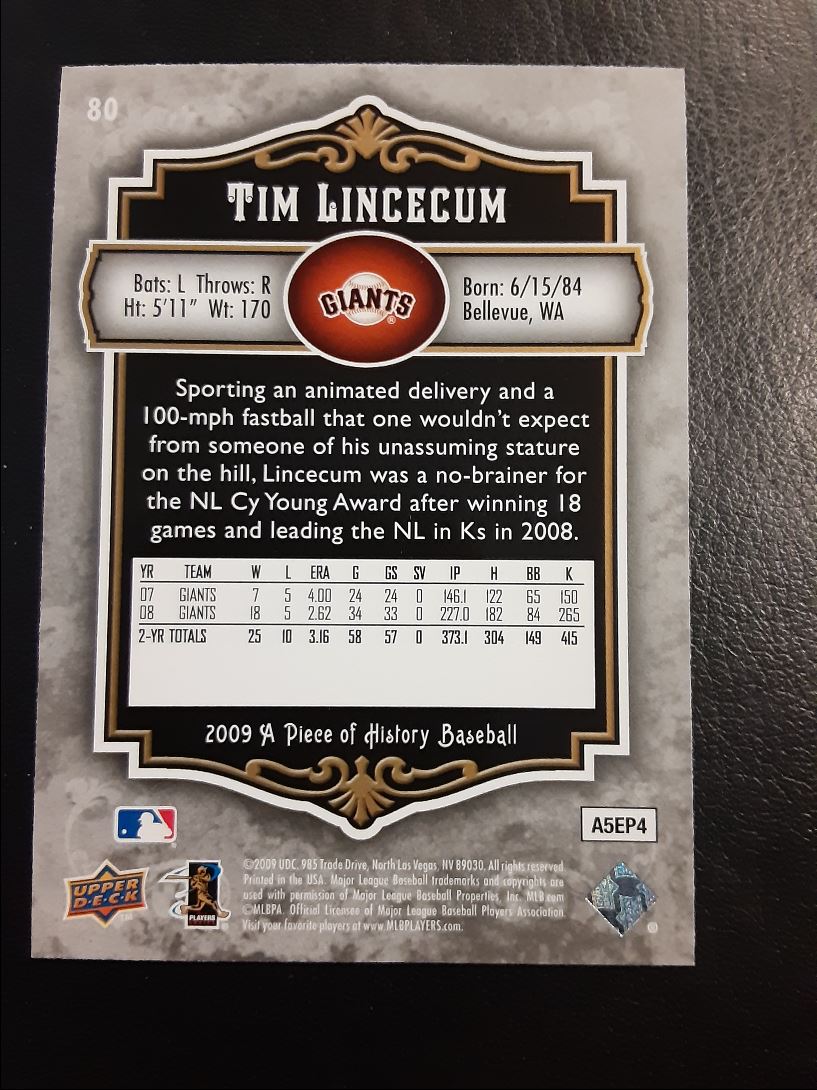 80
TIM LINCECUM
Bats: L Throws: R
Ht: 5'11" Wt: 170
GIANTS
®
Born: 6/15/84
Bellevue, WA
Sporting an animated delivery and a
100-mph fastball that one wouldn't expect
from someone of his unassuming stature
on the hill, Lincecum was a no-brainer for
the NL Cy Young Award after winning 18
games and leading the NL in Ks in 2008.
YR TEAM W L ERA G GS SV IP H BB K
07 GIANTS 7 5 4.00 24 24 0 146.1 122 65 150
08 GIANTS 18 5 2.62 34 33 0 227.0 182 84 265
2-YR TOTALS 25 10 3.16 58 57 0 373.1 304 149 415
2009 A Piece of History Baseball
A5EP4
UPPER
D·E·C·K
PLAYERS
©2009 UDC. 985 Trade Drive, North Las Vegas, NV 89030. All rights reserved.
Printed in the USA. Major League Baseball trademarks and copyrights are
used with permission of Major League Baseball Properties, Inc. MLB.com
©MLBPA. Official Licensee of Major League Baseball Players Association.
Visit your favorite players at www.MLBPLAYERS.com.